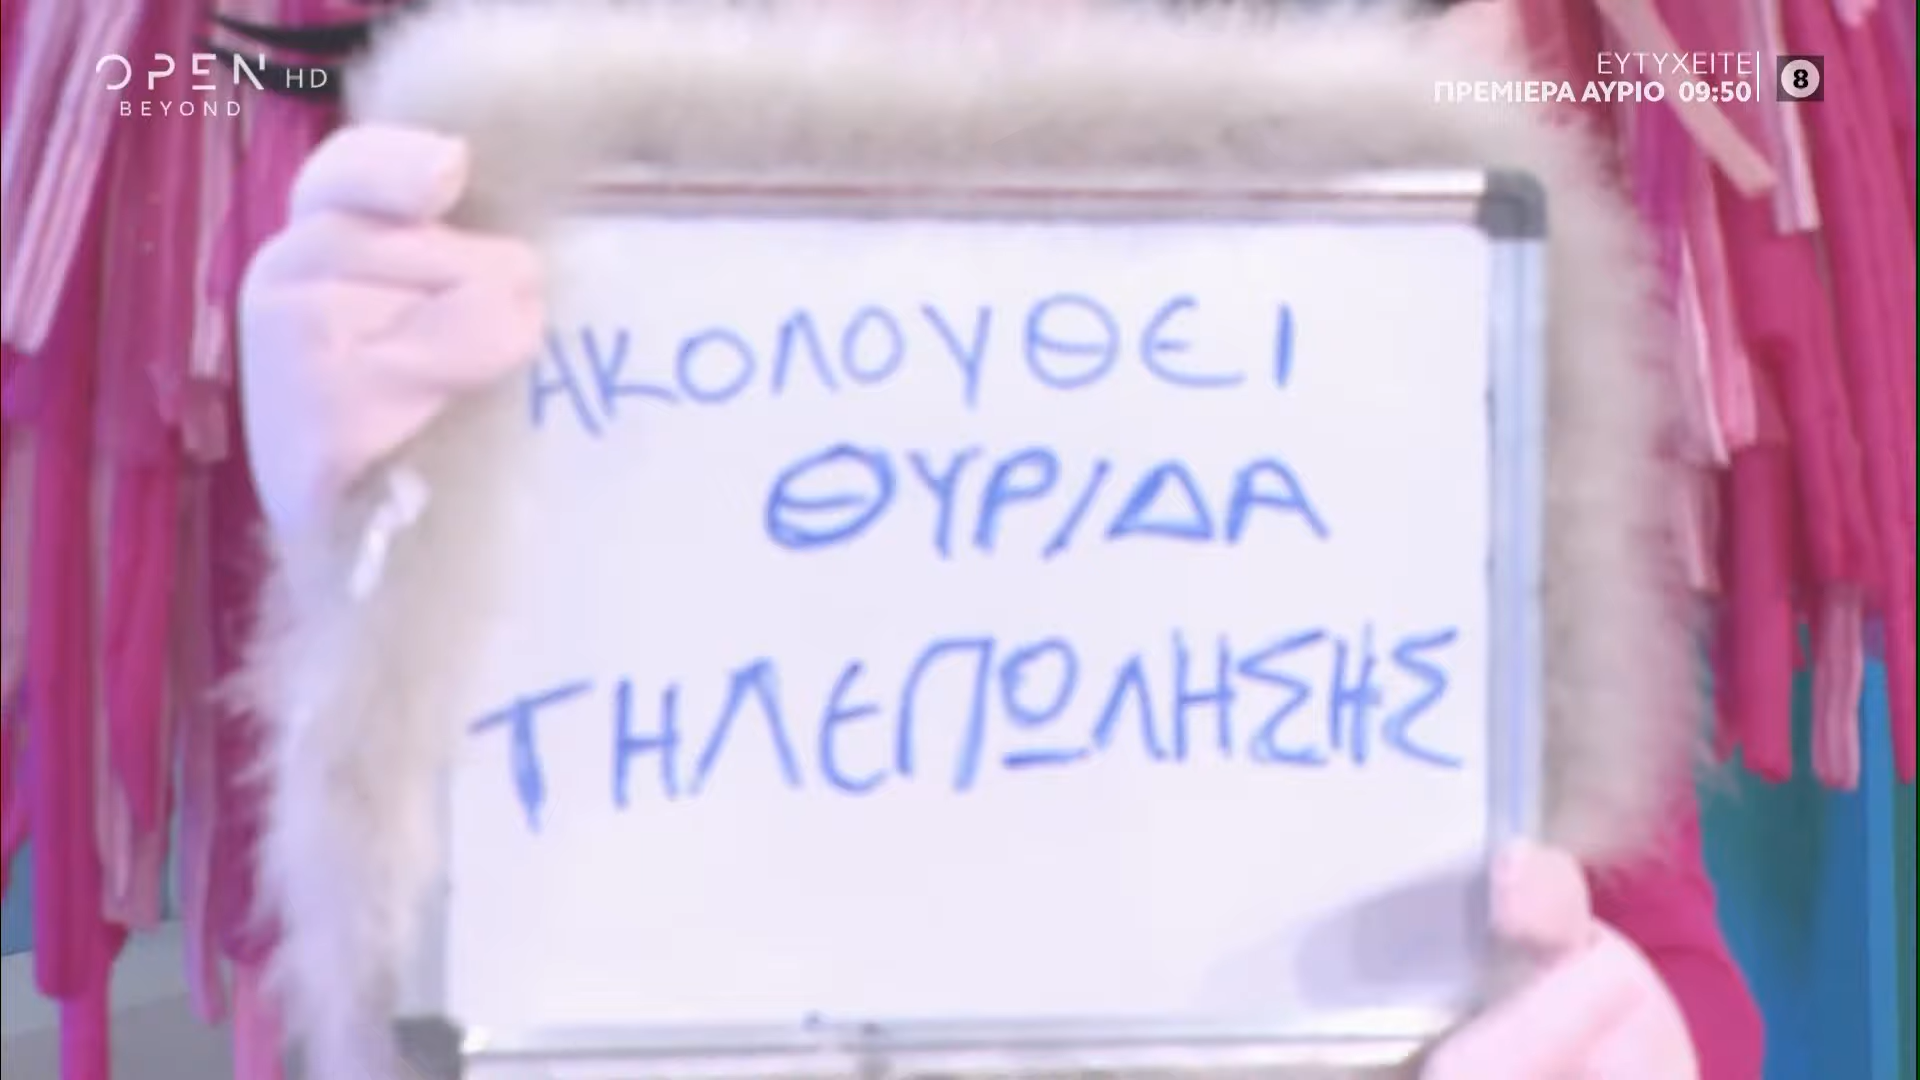 OPEN HD
BEYOND
ΕΥΤΥΧΕΙΤΕ
ΠΡΕΜΙΕΡΑ ΑΥΡΙΟ 09:50
8
ΑΚΟΛΟΥΘΕΙ
ΘΥΡΙΔΑ
ΤΗΛΕΠΩΛΗΣΗΣ